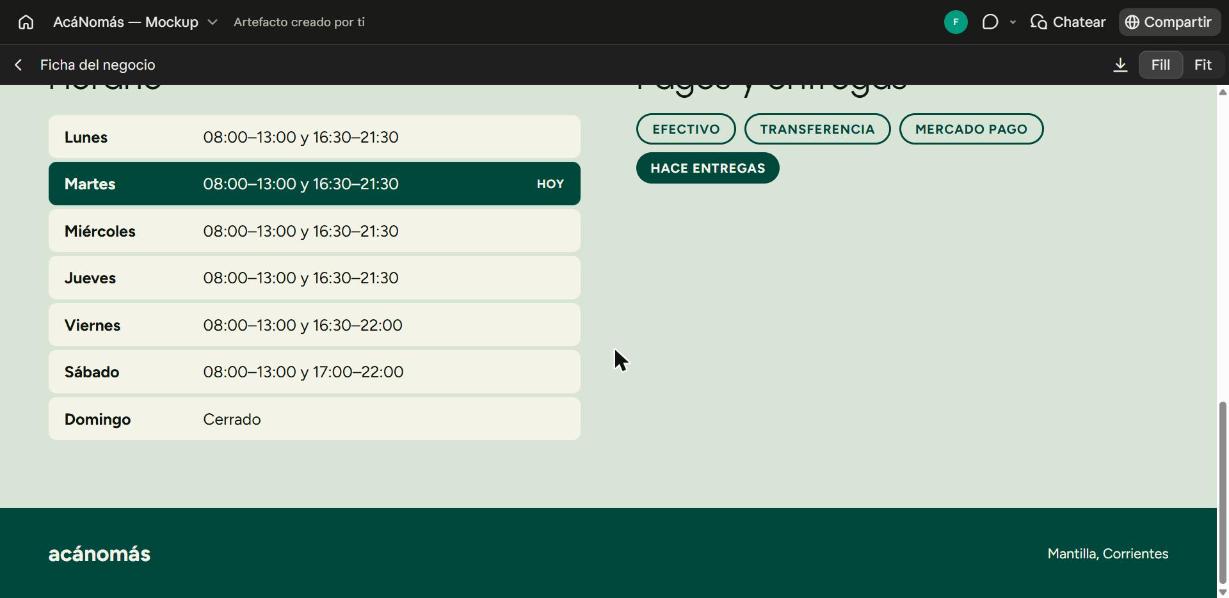 AcáNomás — Mockup
Artefacto creado por ti
F
Chatear
Compartir
Ficha del negocio
Fill
Fit
Horario
Pagos y entregas
Lunes 08:00–13:00 y 16:30–21:30
Martes 08:00–13:00 y 16:30–21:30 HOY
Miércoles 08:00–13:00 y 16:30–21:30
Jueves 08:00–13:00 y 16:30–21:30
Viernes 08:00–13:00 y 16:30–22:00
Sábado 08:00–13:00 y 17:00–22:00
Domingo Cerrado
EFECTIVO TRANSFERENCIA MERCADO PAGO
HACE ENTREGAS
acánomás
Mantilla, Corrientes